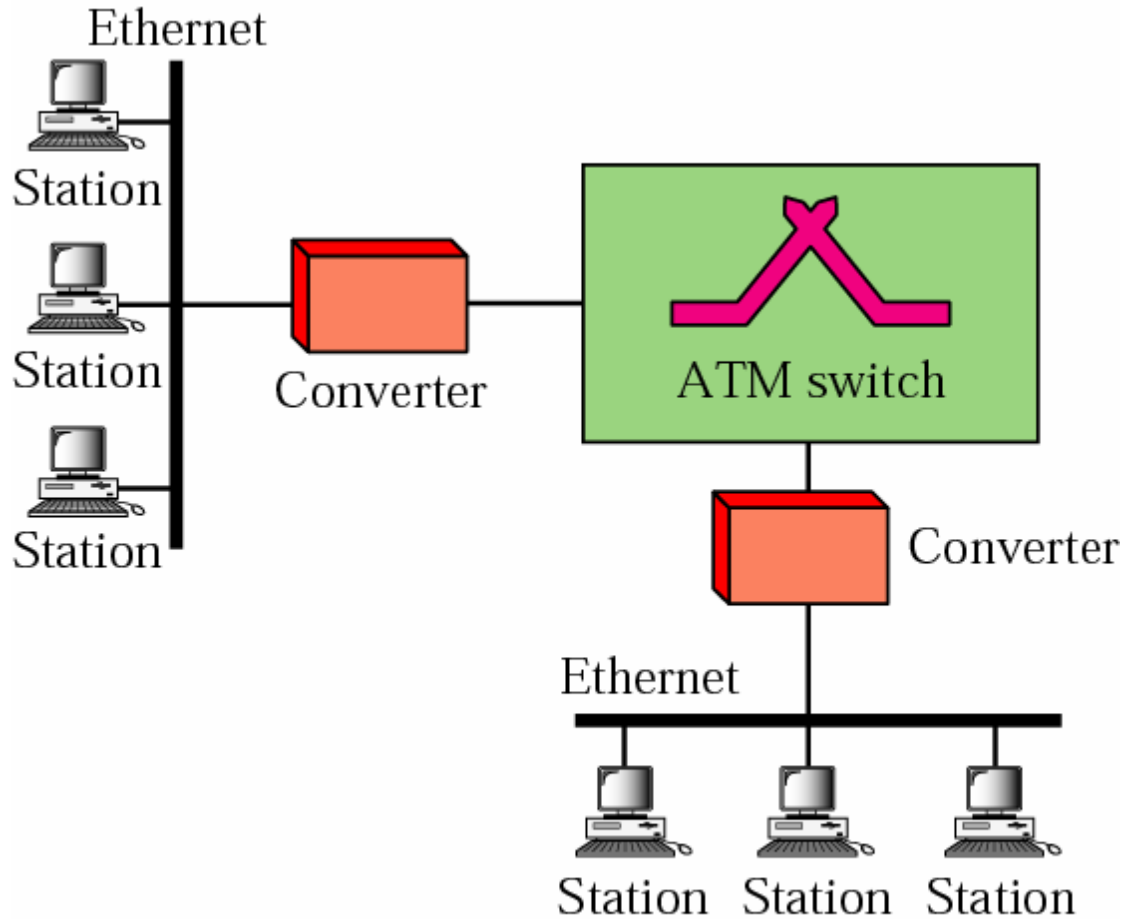 Ethernet
Station
Station
Converter
ATM switch
Station
Converter
Ethernet
Station Station Station